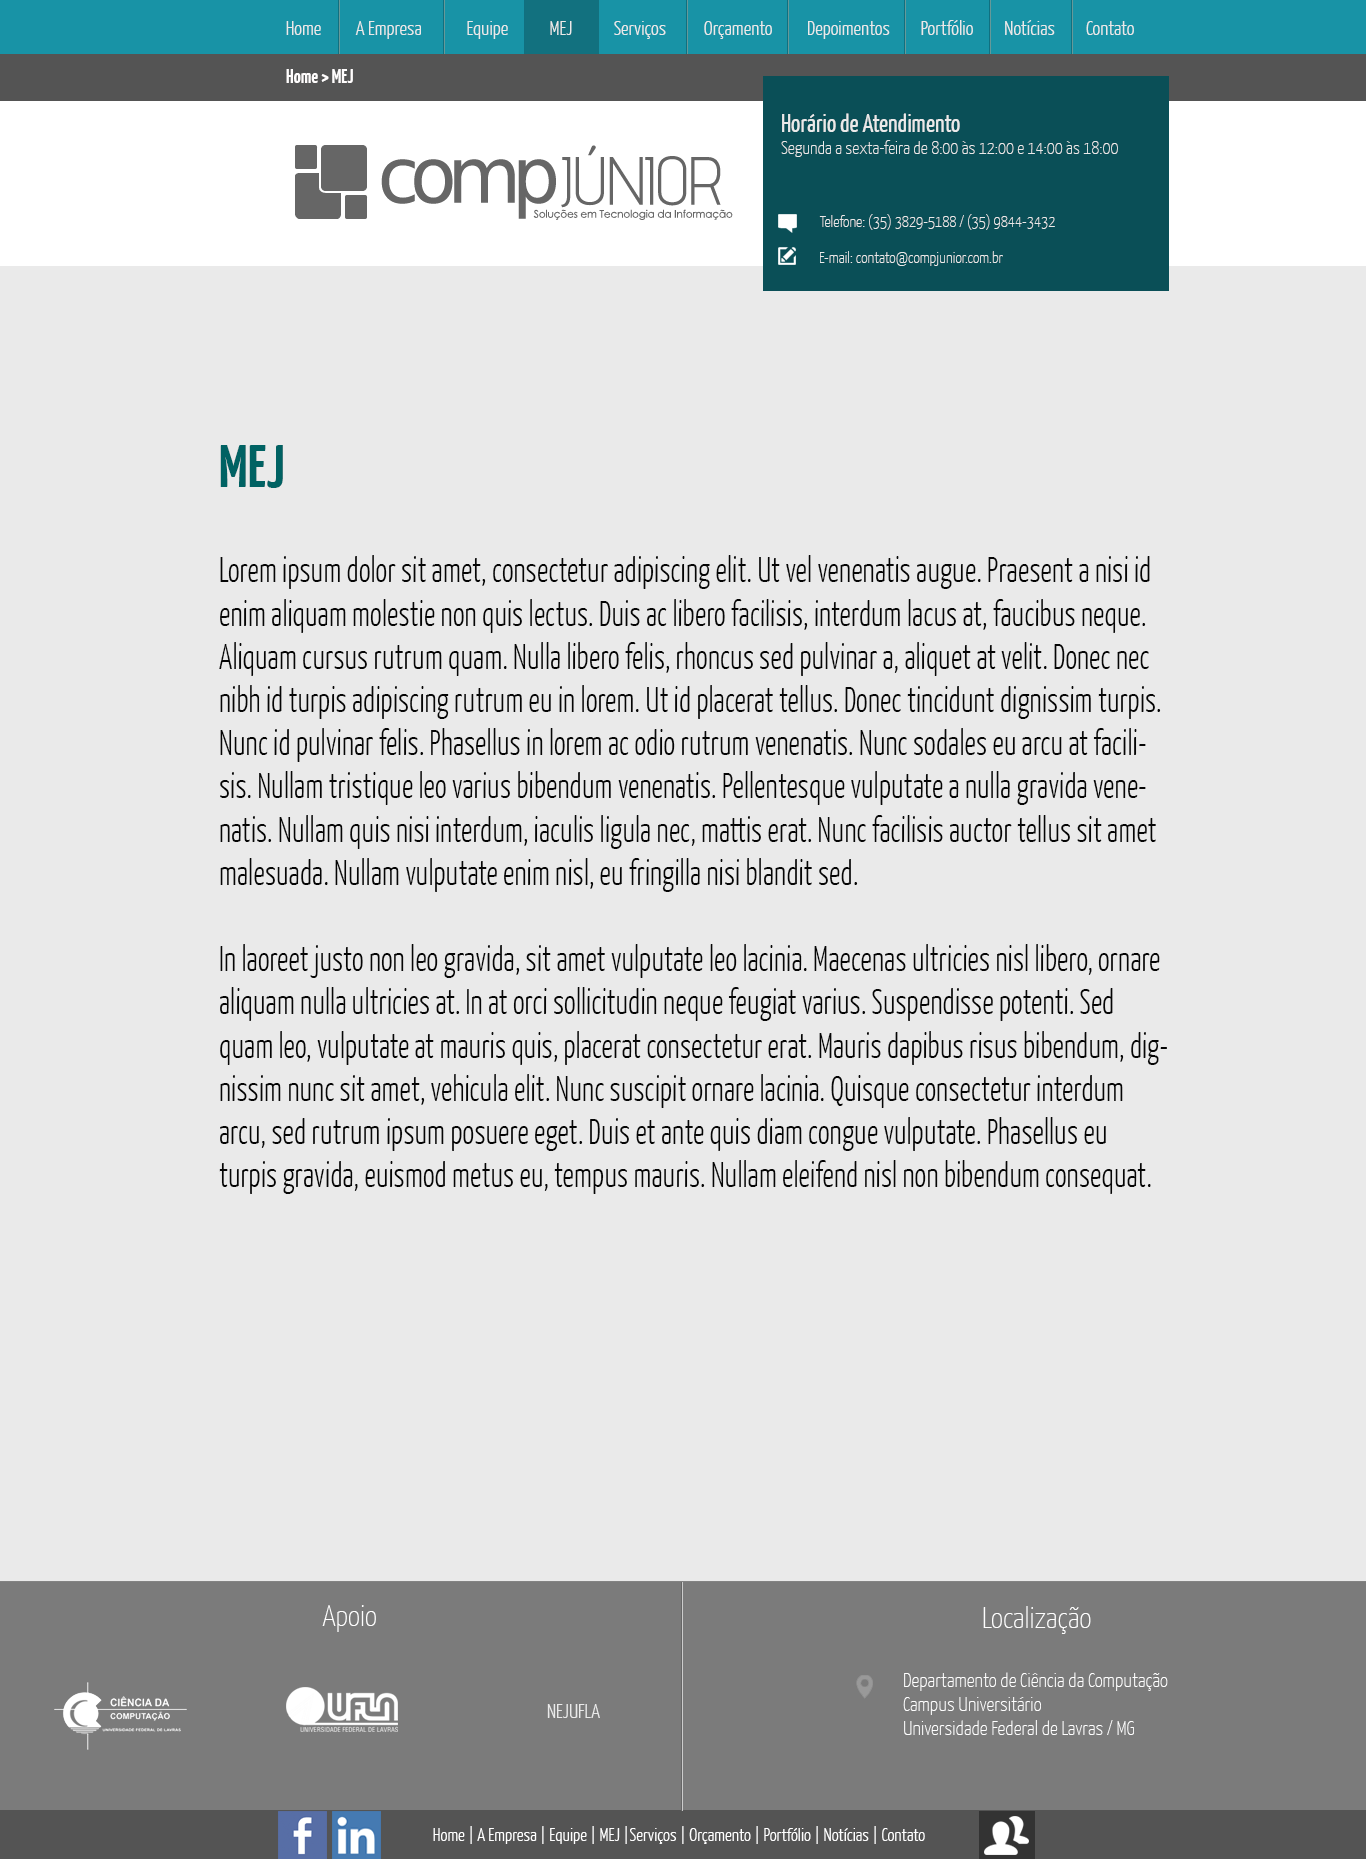 Home A Empresa Equipe MEJ Serviços Orçamento Depoimentos Portfólio Notícias Contato
Home > MEJ
Horário de Atendimento
Segunda a sexta-feira de 8:00 às 12:00 e 14:00 às 18:00
compJÚNIOR
Soluções em Tecnologia da Informação
Telefone: (35) 3829-5188 / (35) 9844-3432
E-mail: contato@compjunior.com.br
MEJ
Lorem ipsum dolor sit amet, consectetur adipiscing elit. Ut vel venenatis augue. Praesent a nisi id
enim aliquam molestie non quis lectus. Duis ac libero facilisis, interdum lacus at, faucibus neque.
Aliquam cursus rutrum quam. Nulla libero felis, rhoncus sed pulvinar a, aliquet at velit. Donec nec
nibh id turpis adipiscing rutrum eu in lorem. Ut id placerat tellus. Donec tincidunt dignissim turpis.
Nunc id pulvinar felis. Phasellus in lorem ac odio rutrum venenatis. Nunc sodales eu arcu at facili-
sis. Nullam tristique leo varius bibendum venenatis. Pellentesque vulputate a nulla gravida vene-
natis. Nullam quis nisi interdum, iaculis ligula nec, mattis erat. Nunc facilisis auctor tellus sit amet
malesuada. Nullam vulputate enim nisl, eu fringilla nisi blandit sed.
In laoreet justo non leo gravida, sit amet vulputate leo lacinia. Maecenas ultricies nisl libero, ornare
aliquam nulla ultricies at. In at orci sollicitudin neque feugiat varius. Suspendisse potenti. Sed
quam leo, vulputate at mauris quis, placerat consectetur erat. Mauris dapibus risus bibendum, dig-
nissim nunc sit amet, vehicula elit. Nunc suscipit ornare lacinia. Quisque consectetur interdum
arcu, sed rutrum ipsum posuere eget. Duis et ante quis diam congue vulputate. Phasellus eu
turpis gravida, euismod metus eu, tempus mauris. Nullam eleifend nisl non bibendum consequat.
Apoio
CIÊNCIA DA
COMPUTAÇÃO
UNIVERSIDADE FEDERAL DE LAVRAS
UFLA
UNIVERSIDADE FEDERAL DE LAVRAS
NEJUFLA
Localização
Departamento de Ciência da Computação
Campus Universitário
Universidade Federal de Lavras / MG
f in
Home | A Empresa | Equipe | MEJ |Serviços | Orçamento | Portfólio | Notícias | Contato